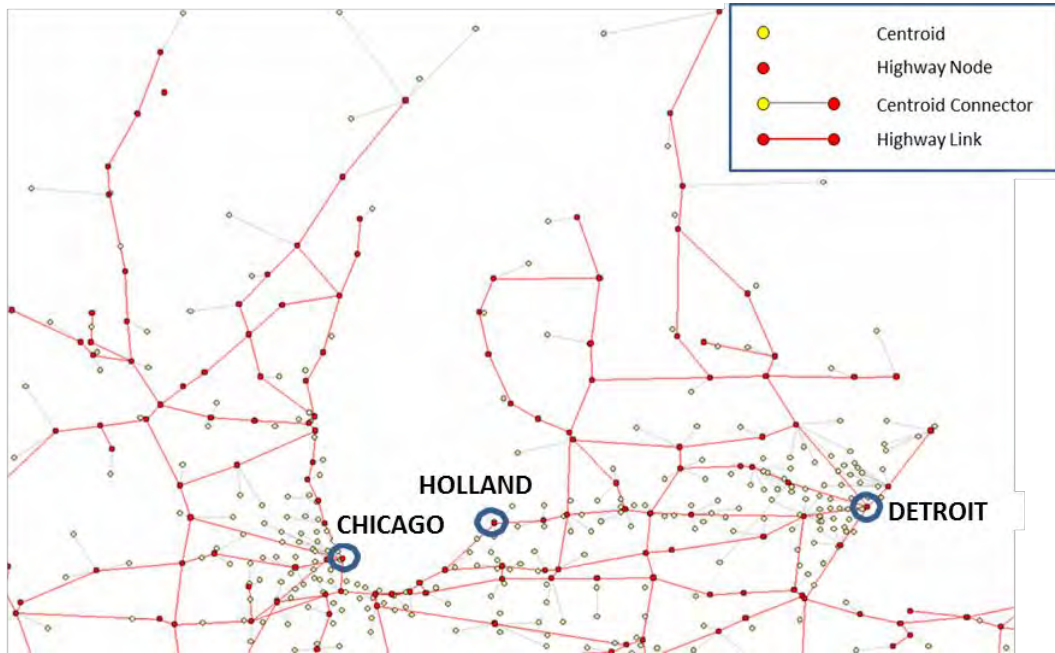 Centroid
Highway Node
Centroid Connector
Highway Link
HOLLAND
CHICAGO
DETROIT